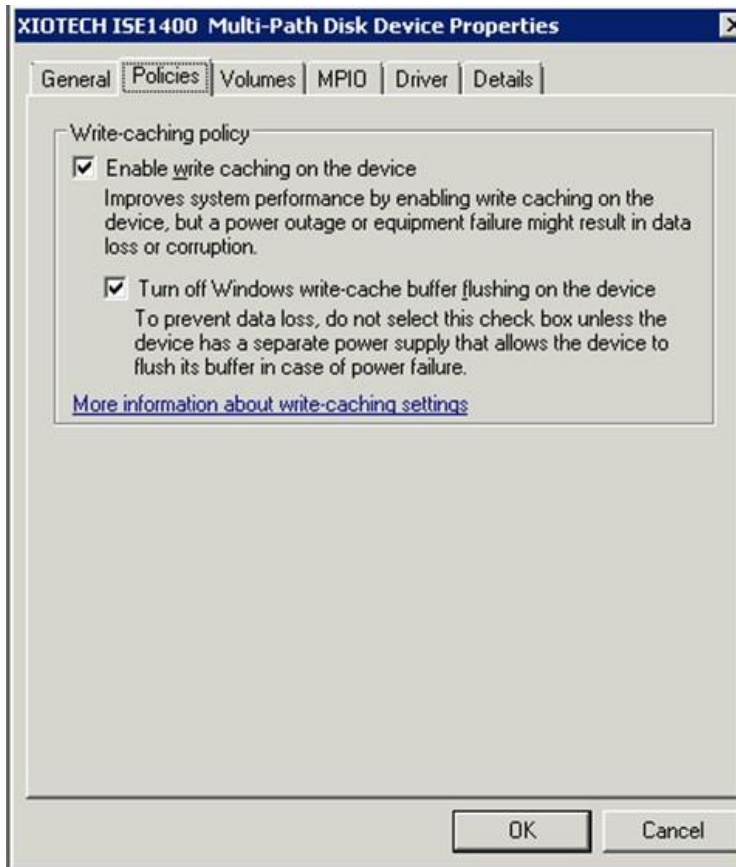 XIOTECH ISE1400 Multi-Path Disk Device Properties
General Policies Volumes MPIO Driver Details
Write-caching policy
Enable write caching on the device
Improves system performance by enabling write caching on the
device, but a power outage or equipment failure might result in data
loss or corruption.
Turn off Windows write-cache buffer flushing on the device
To prevent data loss, do not select this check box unless the
device has a separate power supply that allows the device to
flush its buffer in case of power failure.
More information about write-caching settings
OK Cancel